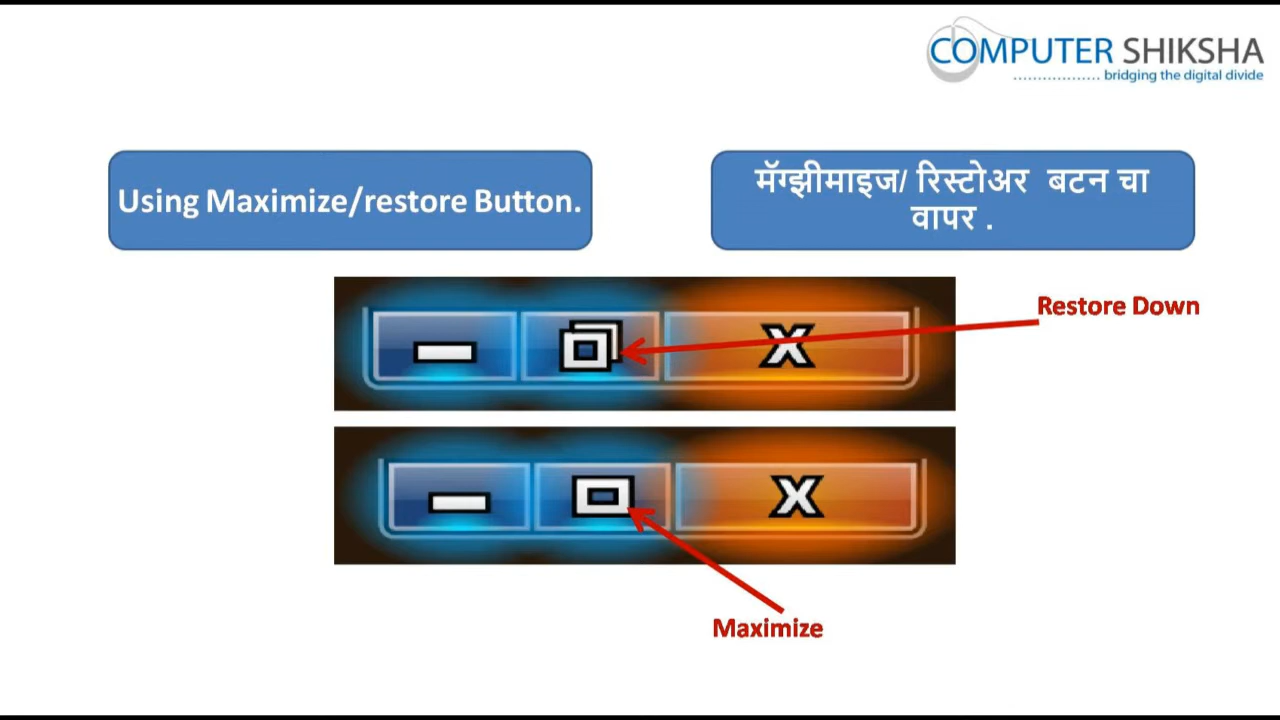 COMPUTER SHIKSHA
..................bridging the digital divide
Using Maximize/restore Button.
मॅग्झीमाइज/ रिस्टोअर बटन चा
वापर .
Restore Down
Maximize